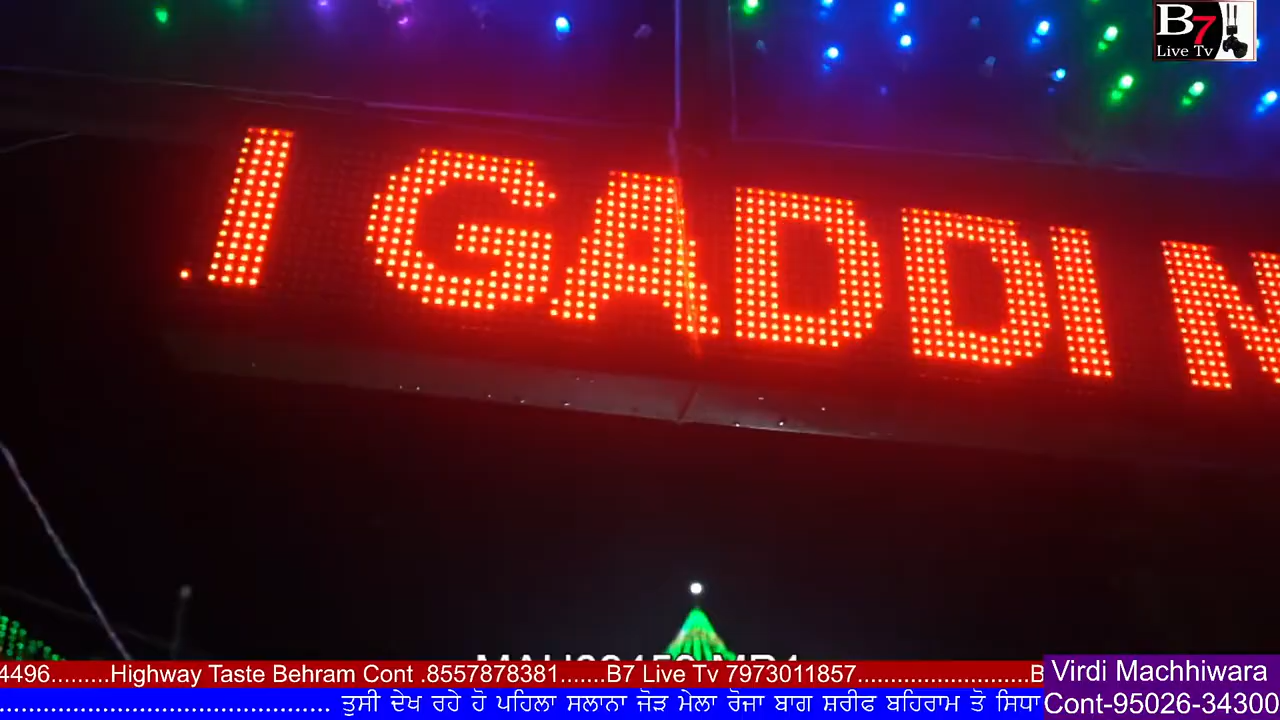 B7
Live Tv
I GADDI N
4496.........Highway Taste Behram Cont .8557878381.......B7 Live Tv 7973011857............................B
Virdi Machhiwara
Cont-95026-34300
ਤੁਸੀ ਦੇਖ ਰਹੇ ਹੋ ਪਹਿਲਾ ਸਲਾਨਾ ਜੋੜ ਮੇਲਾ ਰੋਜ਼ਾ ਬਾਗ ਸ਼ਰੀਫ ਬਹਿਰਾਮ ਤੋਂ ਸਿਧਾ